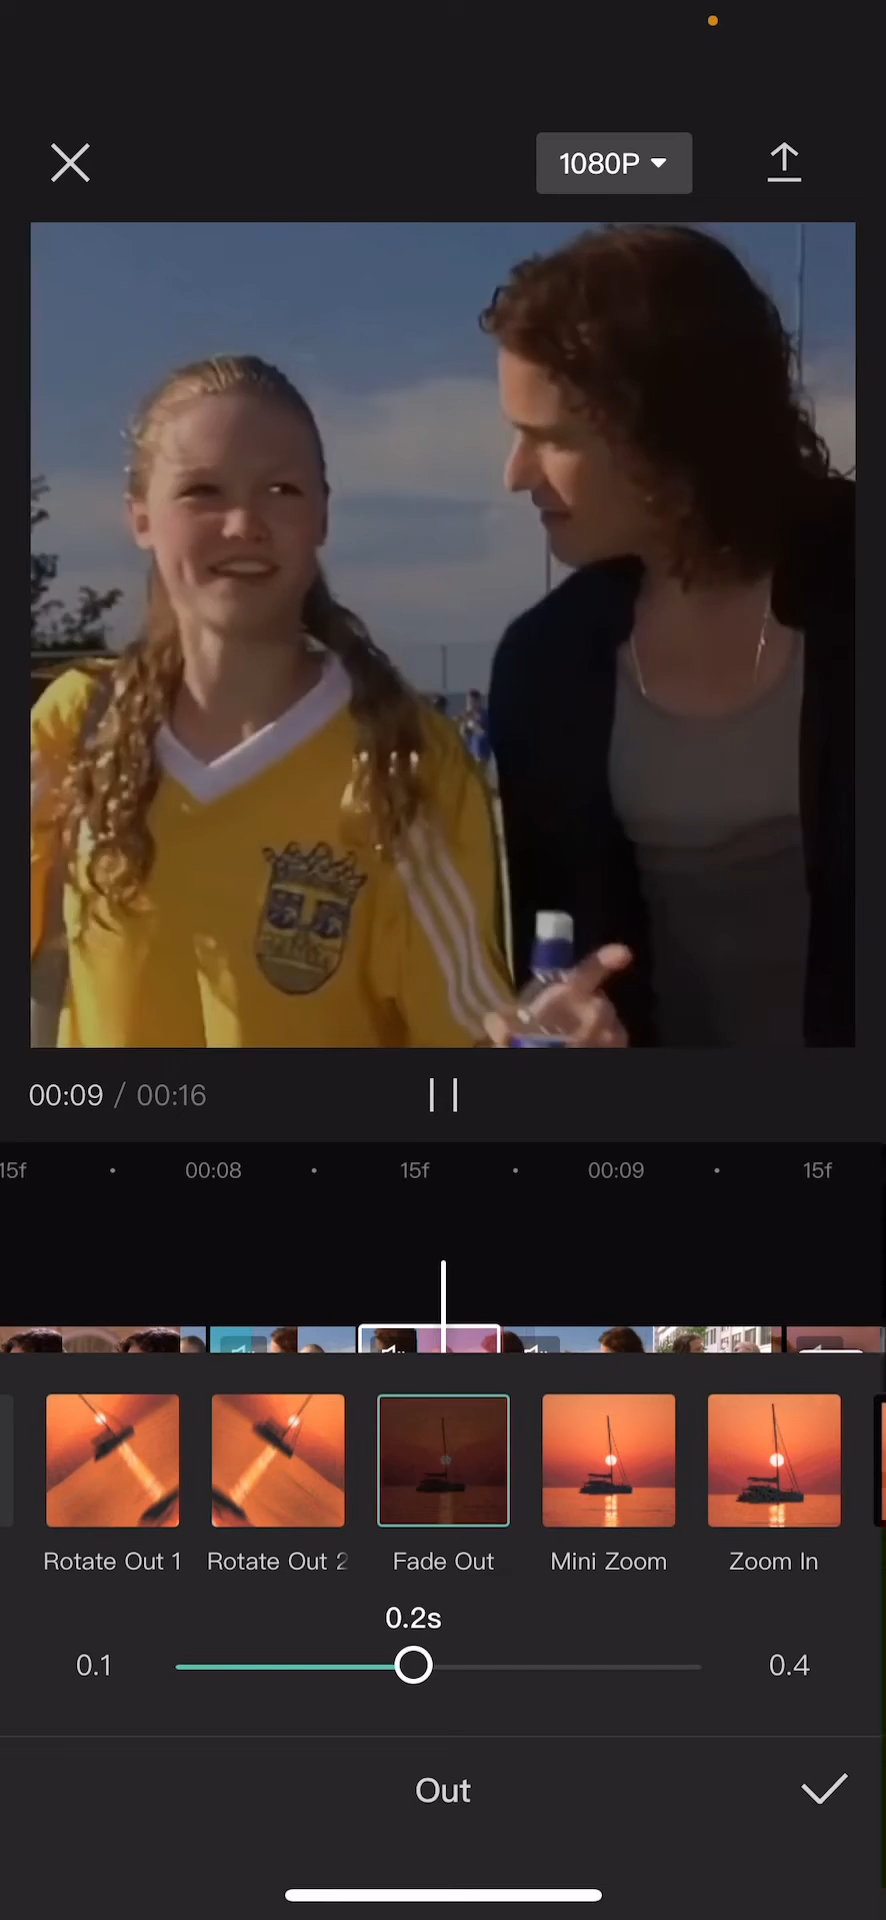 1080P
00:09 / 00:16
15f
00:08
15f
00:09
15f
Rotate Out 1
Rotate Out 2
Fade Out
Mini Zoom
Zoom In
0.2s
0.1
0.4
Out